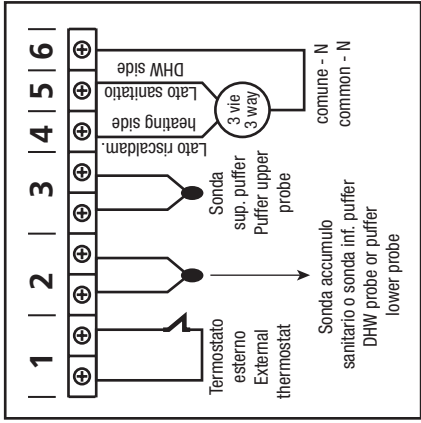 1 2 3 4 5 6
Termostato
esterno
External
thermostat
Sonda accumulo
sanitario o sonda inf. puffer
DHW probe or puffer
lower probe
Sonda
sup. puffer
Puffer upper
probe
Lato riscaldam.
heating side
Lato sanitatio
DHW side
3 vie
3 way
comune - N
common - N